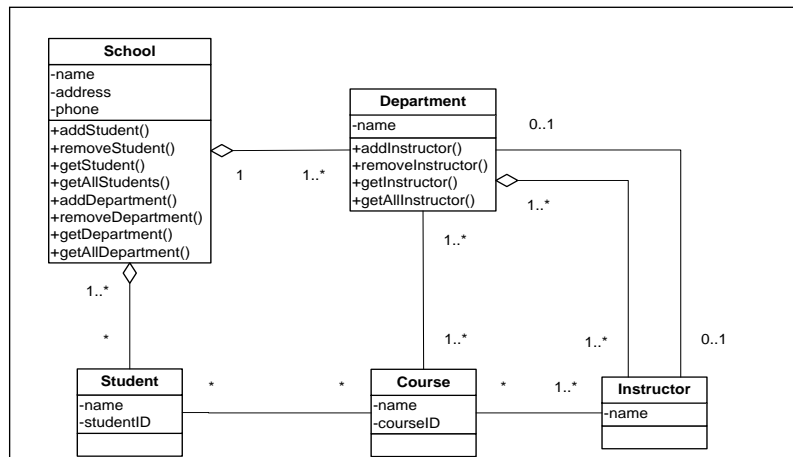 School
-name
-address
-phone
+addStudent()
+removeStudent()
+getStudent()
+getAllStudents()
+addDepartment()
+removeDepartment()
+getDepartment()
+getAllDepartment()
Department
-name
+addInstructor()
+removeInstructor()
+getInstructor()
+getAllInstructor()
0..1
1
1..*
1..*
1..*
1..*
*
1..*
1..*
0..1
Student
-name
-studentID
*
*
Course
-name
-courseID
*
1..*
Instructor
-name